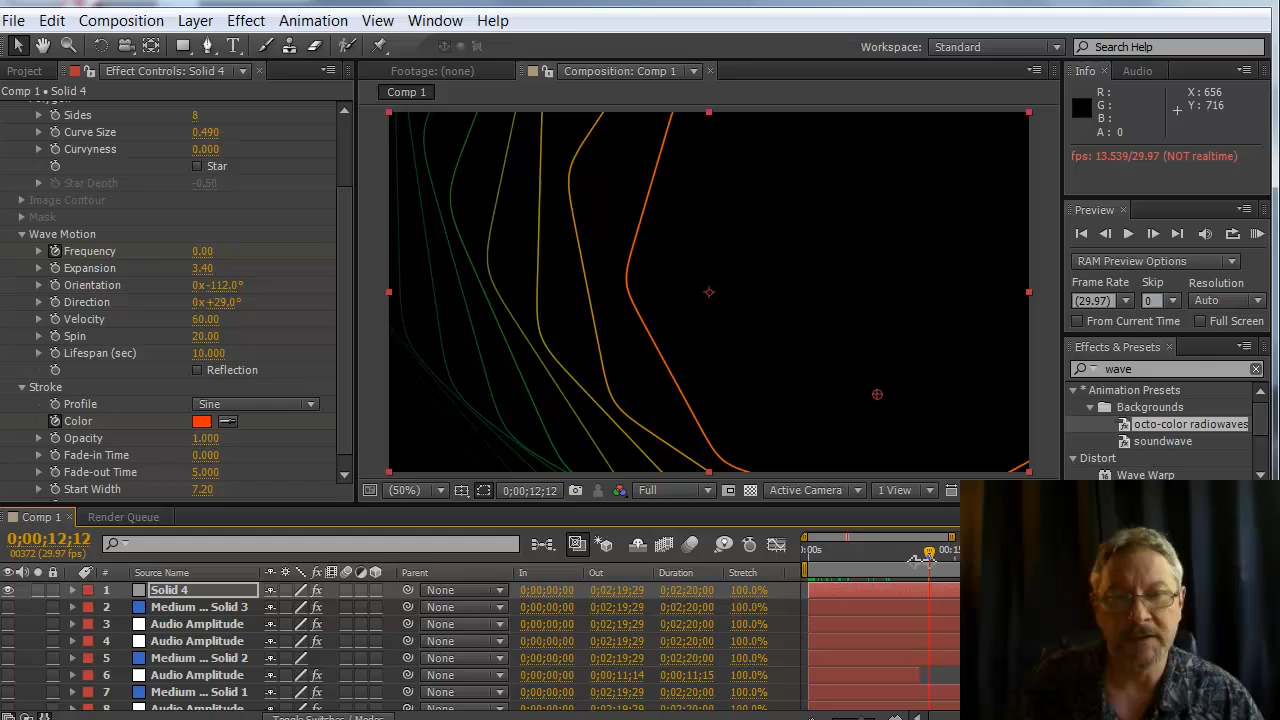 File Edit Composition Layer Effect Animation View Window Help
Workspace: Standard Search Help
Project Effect Controls: Solid 4 Footage: (none) Composition: Comp 1 Info Audio
Comp 1 • Solid 4
Comp 1
Sides 8
Curve Size 0.490
Curvyness 0.000
Star
Star Depth -0.50
Image Contour
Mask
Wave Motion
Frequency 0.00
Expansion 3.40
Orientation 0x-112.0°
Direction 0x+29.0°
Velocity 60.00
Spin 20.00
Lifespan (sec) 10.000
Reflection
Stroke
Profile Sine
Color
Opacity 1.000
Fade-in Time 0.000
Fade-out Time 5.000
Start Width 7.20
(50%) 0;00;12;12 Full Active Camera 1 View
R: X: 656
G: Y: 716
B:
A: 0
fps: 13.539/29.97 (NOT realtime)
Preview
RAM Preview Options
Frame Rate Skip Resolution
(29.97) 0 Auto
From Current Time Full Screen
Effects & Presets
wave
* Animation Presets
Backgrounds
octo-color radiowaves
soundwave
Distort
Wave Warp
Comp 1 Render Queue
0;00;12;12
00372 (29.97 fps)
# Source Name Parent In Out Duration Stretch
1 Solid 4 None 0;00;00;00 0;02;19;29 0;02;20;00 100.0%
2 Medium ... Solid 3 None 0;00;00;00 0;02;19;29 0;02;20;00 100.0%
3 Audio Amplitude None 0;00;00;00 0;02;19;29 0;02;20;00 100.0%
4 Audio Amplitude None 0;00;00;00 0;02;19;29 0;02;20;00 100.0%
5 Medium ... Solid 2 None 0;00;00;00 0;02;19;29 0;02;20;00 100.0%
6 Audio Amplitude None 0;00;00;00 0;00;11;14 0;00;11;15 100.0%
7 Medium ... Solid 1 None 0;00;00;00 0;02;19;29 0;02;20;00 100.0%
Audio Amplitude
Toggle Switches / Modes